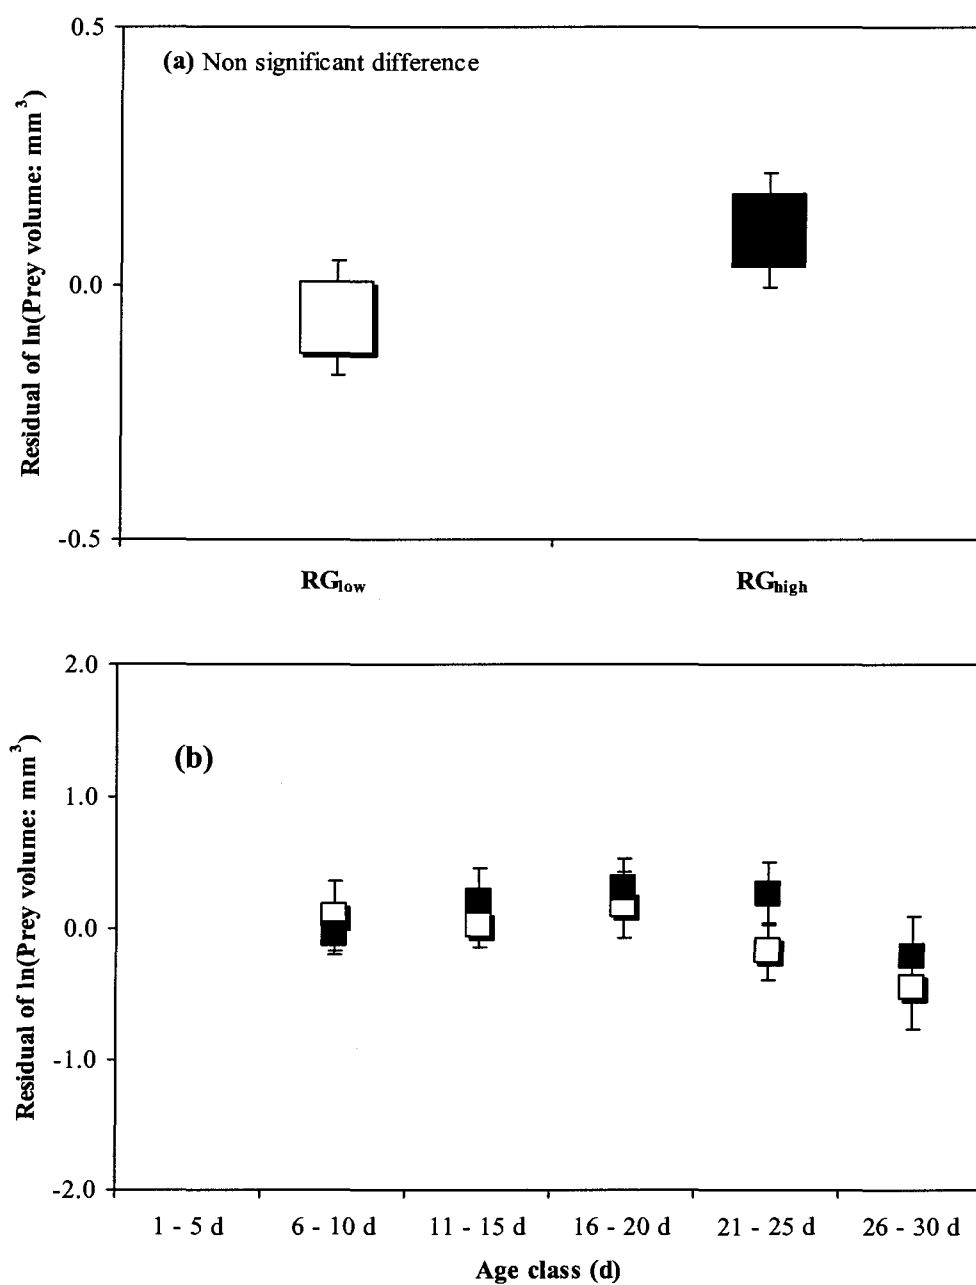 0.5
(a) Non significant difference
Residual of ln(Prey volume: mm³)
0.0
-0.5
RGlow
RGhigh
2.0
(b)
1.0
Residual of ln(Prey volume: mm³)
0.0
-1.0
-2.0
1 - 5 d 6 - 10 d 11 - 15 d 16 - 20 d 21 - 25 d 26 - 30 d
Age class (d)